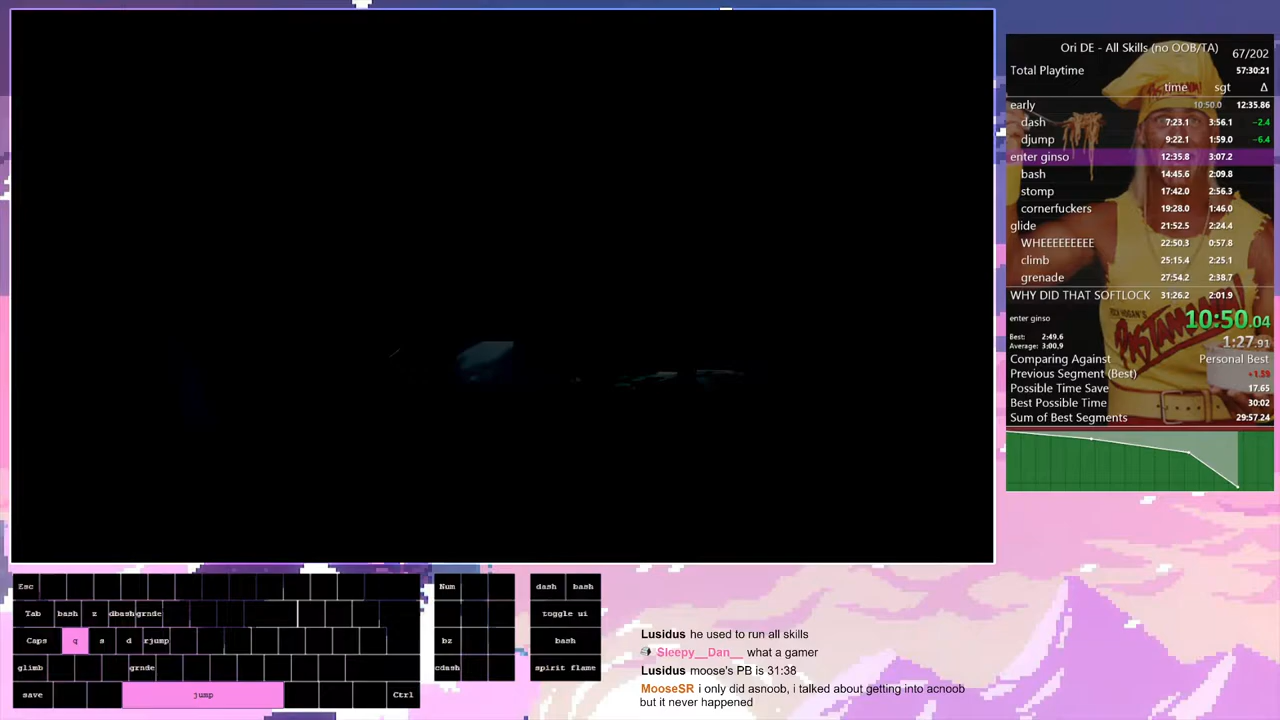 Ori DE - All Skills (no OOB/TA)
67/202
Total Playtime 57:30:21
time sgt Δ
early 10:50.0 12:35.86
dash 7:23.1 3:56.1 −2.4
djump 9:22.1 1:59.0 −6.4
enter ginso 12:35.8 3:07.2
bash 14:45.6 2:09.8
stomp 17:42.0 2:56.3
cornerfuckers 19:28.0 1:46.0
glide 21:52.5 2:24.4
WHEEEEEEEEE 22:50.3 0:57.8
climb 25:15.4 2:25.1
grenade 27:54.2 2:38.7
WHY DID THAT SOFTLOCK 31:26.2 2:01.9
enter ginso 10:50.04
Best: 2:49.6
Average: 3:00.9
1:27.91
Comparing Against Personal Best
Previous Segment (Best) +1.59
Possible Time Save 17.65
Best Possible Time 30:02
Sum of Best Segments 29:57.24
Esc Num dash bash
Tab bash z dbash grnde toggle ui
Caps q s d rjump bz bash
glimb grnde cdash spirit flame
save jump Ctrl
Lusidus he used to run all skills
Sleepy__Dan__ what a gamer
Lusidus moose's PB is 31:38
MooseSR i only did asnoob, i talked about getting into acnoob
but it never happened